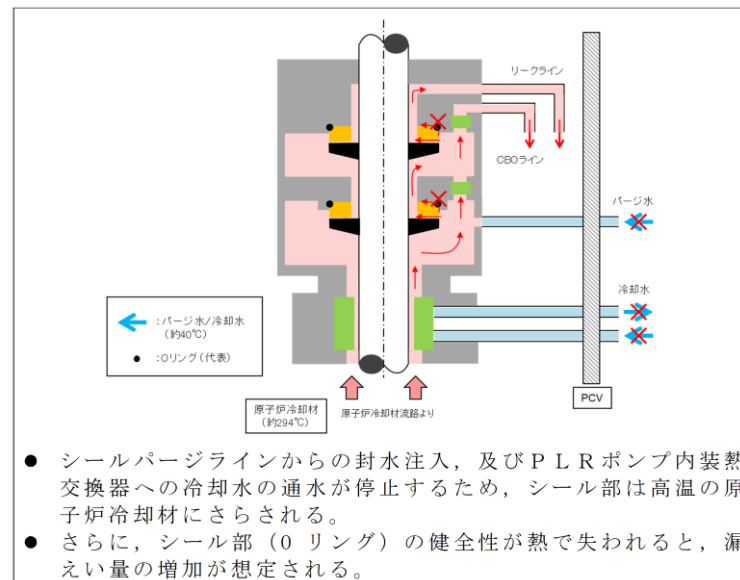 リークライン
CBOライン
パージ水
冷却水
:パージ水/冷却水
(約40℃)
:Oリング(代表)
原子炉冷却材
(約294℃)
原子炉冷却材流路より
PCV
● シールパージラインからの封水注入，及びＰＬＲポンプ内装熱
交換器への冷却水の通水が停止するため，シール部は高温の原
子炉冷却材にさらされる。
● さらに，シール部（0 リング）の健全性が熱で失われると，漏
えい量の増加が想定される。